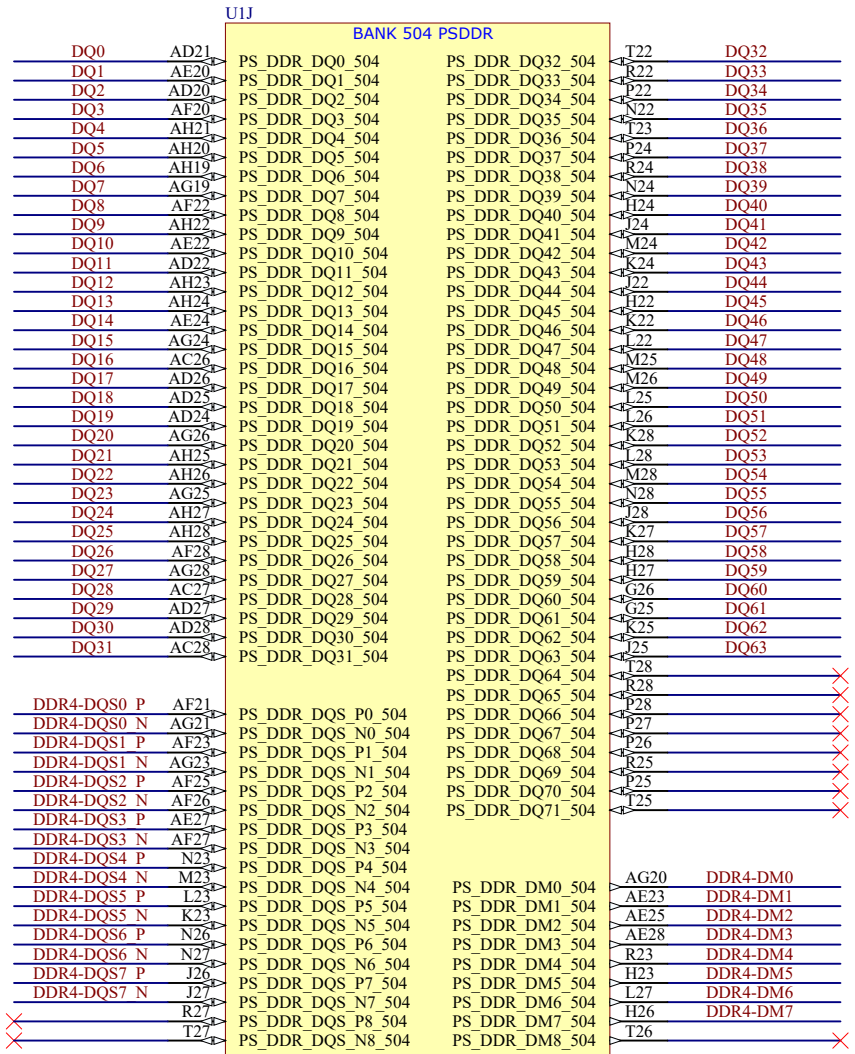 U1J
BANK 504 PSDDR
DQ0 AD21 PS_DDR_DQ0_504 PS_DDR_DQ32_504 T22 DQ32
DQ1 AE20 PS_DDR_DQ1_504 PS_DDR_DQ33_504 R22 DQ33
DQ2 AD20 PS_DDR_DQ2_504 PS_DDR_DQ34_504 P22 DQ34
DQ3 AF20 PS_DDR_DQ3_504 PS_DDR_DQ35_504 N22 DQ35
DQ4 AH21 PS_DDR_DQ4_504 PS_DDR_DQ36_504 T23 DQ36
DQ5 AH20 PS_DDR_DQ5_504 PS_DDR_DQ37_504 P24 DQ37
DQ6 AH19 PS_DDR_DQ6_504 PS_DDR_DQ38_504 R24 DQ38
DQ7 AG19 PS_DDR_DQ7_504 PS_DDR_DQ39_504 N24 DQ39
DQ8 AF22 PS_DDR_DQ8_504 PS_DDR_DQ40_504 H24 DQ40
DQ9 AH22 PS_DDR_DQ9_504 PS_DDR_DQ41_504 J24 DQ41
DQ10 AE22 PS_DDR_DQ10_504 PS_DDR_DQ42_504 M24 DQ42
DQ11 AD22 PS_DDR_DQ11_504 PS_DDR_DQ43_504 K24 DQ43
DQ12 AH23 PS_DDR_DQ12_504 PS_DDR_DQ44_504 J22 DQ44
DQ13 AH24 PS_DDR_DQ13_504 PS_DDR_DQ45_504 H22 DQ45
DQ14 AE24 PS_DDR_DQ14_504 PS_DDR_DQ46_504 K22 DQ46
DQ15 AG24 PS_DDR_DQ15_504 PS_DDR_DQ47_504 L22 DQ47
DQ16 AC26 PS_DDR_DQ16_504 PS_DDR_DQ48_504 M25 DQ48
DQ17 AD26 PS_DDR_DQ17_504 PS_DDR_DQ49_504 M26 DQ49
DQ18 AD25 PS_DDR_DQ18_504 PS_DDR_DQ50_504 L25 DQ50
DQ19 AD24 PS_DDR_DQ19_504 PS_DDR_DQ51_504 L26 DQ51
DQ20 AG26 PS_DDR_DQ20_504 PS_DDR_DQ52_504 K28 DQ52
DQ21 AH25 PS_DDR_DQ21_504 PS_DDR_DQ53_504 L28 DQ53
DQ22 AH26 PS_DDR_DQ22_504 PS_DDR_DQ54_504 M28 DQ54
DQ23 AG25 PS_DDR_DQ23_504 PS_DDR_DQ55_504 N28 DQ55
DQ24 AH27 PS_DDR_DQ24_504 PS_DDR_DQ56_504 J28 DQ56
DQ25 AH28 PS_DDR_DQ25_504 PS_DDR_DQ57_504 K27 DQ57
DQ26 AF28 PS_DDR_DQ26_504 PS_DDR_DQ58_504 H28 DQ58
DQ27 AG28 PS_DDR_DQ27_504 PS_DDR_DQ59_504 H27 DQ59
DQ28 AC27 PS_DDR_DQ28_504 PS_DDR_DQ60_504 G26 DQ60
DQ29 AD27 PS_DDR_DQ29_504 PS_DDR_DQ61_504 G25 DQ61
DQ30 AD28 PS_DDR_DQ30_504 PS_DDR_DQ62_504 K25 DQ62
DQ31 AC28 PS_DDR_DQ31_504 PS_DDR_DQ63_504 J25 DQ63
PS_DDR_DQ64_504 T28
PS_DDR_DQ65_504 R28
DDR4-DQS0_P AF21 PS_DDR_DQS_P0_504 PS_DDR_DQ66_504 P28
DDR4-DQS0_N AG21 PS_DDR_DQS_N0_504 PS_DDR_DQ67_504 P27
DDR4-DQS1_P AF23 PS_DDR_DQS_P1_504 PS_DDR_DQ68_504 P26
DDR4-DQS1_N AG23 PS_DDR_DQS_N1_504 PS_DDR_DQ69_504 R25
DDR4-DQS2_P AF25 PS_DDR_DQS_P2_504 PS_DDR_DQ70_504 P25
DDR4-DQS2_N AF26 PS_DDR_DQS_N2_504 PS_DDR_DQ71_504 T25
DDR4-DQS3_P AE27 PS_DDR_DQS_P3_504
DDR4-DQS3_N AF27 PS_DDR_DQS_N3_504
DDR4-DQS4_P N23 PS_DDR_DQS_P4_504
DDR4-DQS4_N M23 PS_DDR_DQS_N4_504 PS_DDR_DM0_504 AG20 DDR4-DM0
DDR4-DQS5_P L23 PS_DDR_DQS_P5_504 PS_DDR_DM1_504 AE23 DDR4-DM1
DDR4-DQS5_N K23 PS_DDR_DQS_N5_504 PS_DDR_DM2_504 AE25 DDR4-DM2
DDR4-DQS6_P N26 PS_DDR_DQS_P6_504 PS_DDR_DM3_504 AE28 DDR4-DM3
DDR4-DQS6_N N27 PS_DDR_DQS_N6_504 PS_DDR_DM4_504 R23 DDR4-DM4
DDR4-DQS7_P J26 PS_DDR_DQS_P7_504 PS_DDR_DM5_504 H23 DDR4-DM5
DDR4-DQS7_N J27 PS_DDR_DQS_N7_504 PS_DDR_DM6_504 L27 DDR4-DM6
R27 PS_DDR_DQS_P8_504 PS_DDR_DM7_504 H26 DDR4-DM7
T27 PS_DDR_DQS_N8_504 PS_DDR_DM8_504 T26